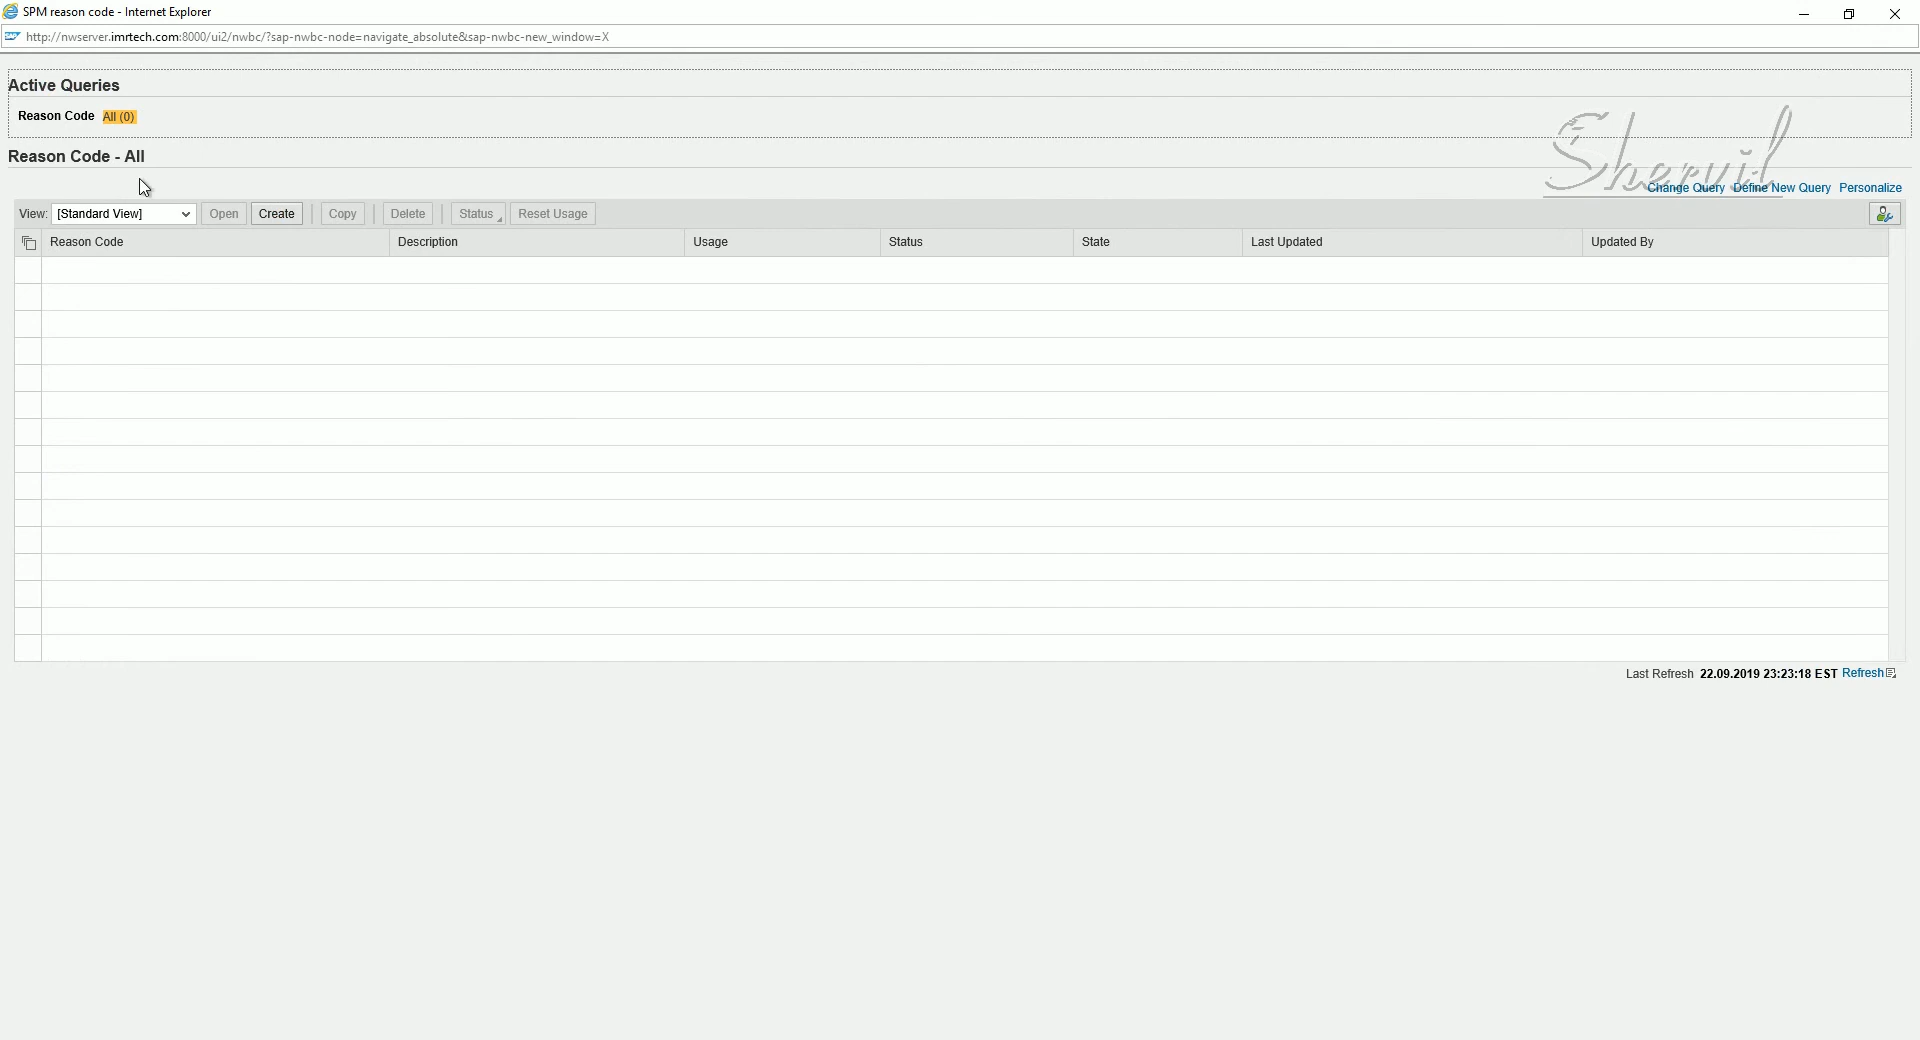 SPM reason code - Internet Explorer
http://nwserver.imrtech.com:8000/ui2/nwbc/?sap-nwbc-node=navigate_absolute&sap-nwbc-new_window=X
Active Queries
Reason Code All (0)
Reason Code - All
Shervil
Change Query Define New Query Personalize
View: [Standard View] Open Create Copy Delete Status Reset Usage
Reason Code Description Usage Status State Last Updated Updated By
Last Refresh 22.09.2019 23:23:18 EST Refresh